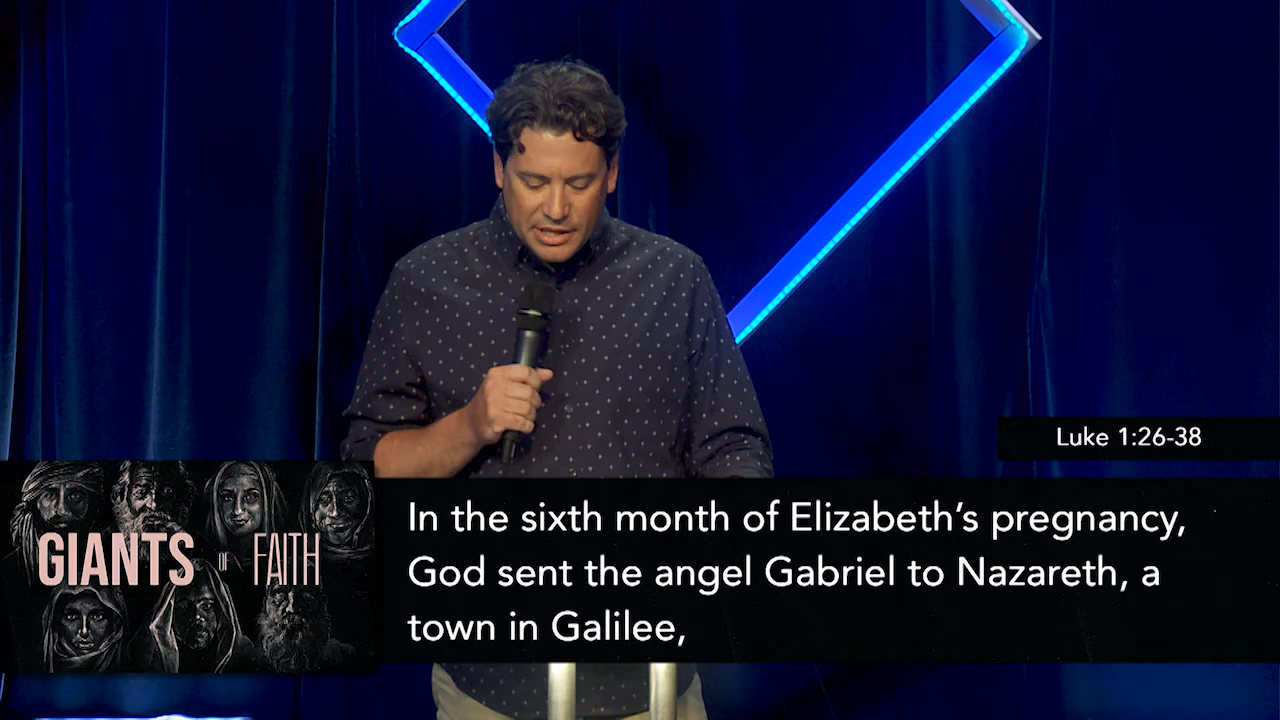 Luke 1:26-38
GIANTS OF FAITH
In the sixth month of Elizabeth’s pregnancy,
God sent the angel Gabriel to Nazareth, a
town in Galilee,